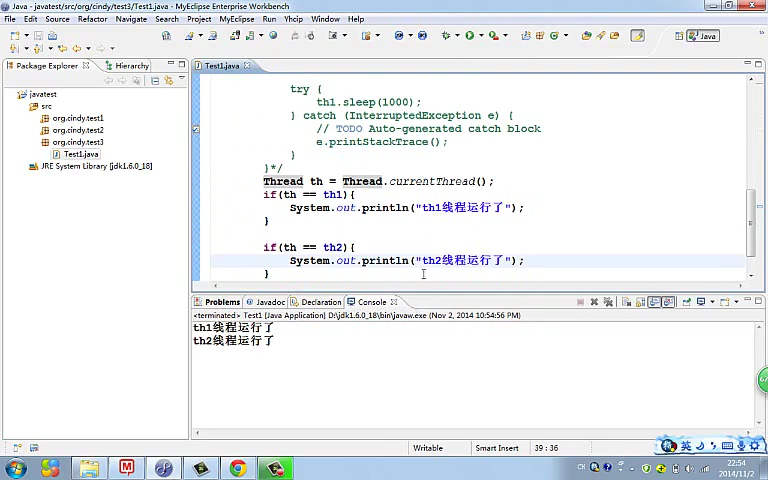 Java - javatest/src/org/cindy/test3/Test1.java - MyEclipse Enterprise Workbench
File Edit Source Refactor Navigate Search Project MyEclipse Run Yhcip Window Help
Java
Package Explorer Hierarchy
javatest
src
org.cindy.test1
org.cindy.test2
org.cindy.test3
Test1.java
JRE System Library [jdk1.6.0_18]
Test1.java
try {
th1.sleep(1000);
} catch (InterruptedException e) {
// TODO Auto-generated catch block
e.printStackTrace();
}
}*/
Thread th = Thread.currentThread();
if(th == th1){
System.out.println("th1线程运行了");
}
if(th == th2){
System.out.println("th2线程运行了");
}
Problems Javadoc Declaration Console
<terminated> Test1 [Java Application] D:\jdk1.6.0_18\bin\javaw.exe (Nov 2, 2014 10:54:56 PM)
th1线程运行了
th2线程运行了
Writable Smart Insert 39 : 36
英
CH
22:54
2014/11/2